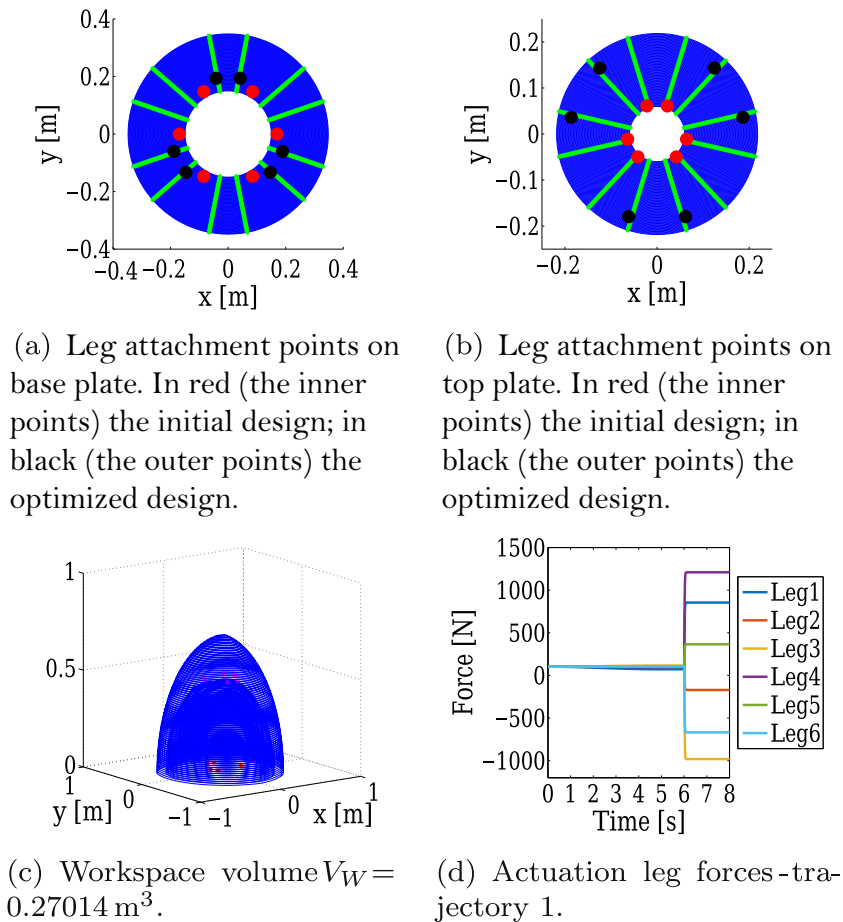 0.4
0.2
0
−0.2
−0.4
y [m]
−0.4 −0.2 0 0.2 0.4
x [m]
0.2
0.1
0
−0.1
−0.2
y [m]
−0.2 0 0.2
x [m]
(a) Leg attachment points on
base plate. In red (the inner
points) the initial design; in
black (the outer points) the
optimized design.
(b) Leg attachment points on
top plate. In red (the inner
points) the initial design; in
black (the outer points) the
optimized design.
1
0.5
0
1
0
−1
y [m]
−1
0
1
x [m]
1500
1000
500
0
−500
−1000
Force [N]
0 1 2 3 4 5 6 7 8
Time [s]
Leg1
Leg2
Leg3
Leg4
Leg5
Leg6
(c) Workspace volume V_W =
0.27014 m³.
(d) Actuation leg forces-tra-
jectory 1.